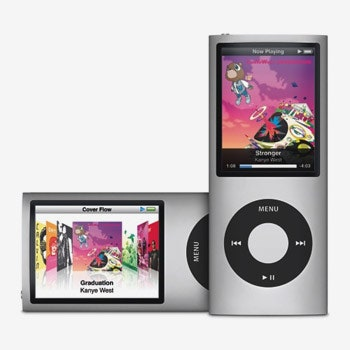 Now Playing
Stronger
Kanye West
1:08
-4:03
MENU
Cover Flow
Graduation
Kanye West
MENU